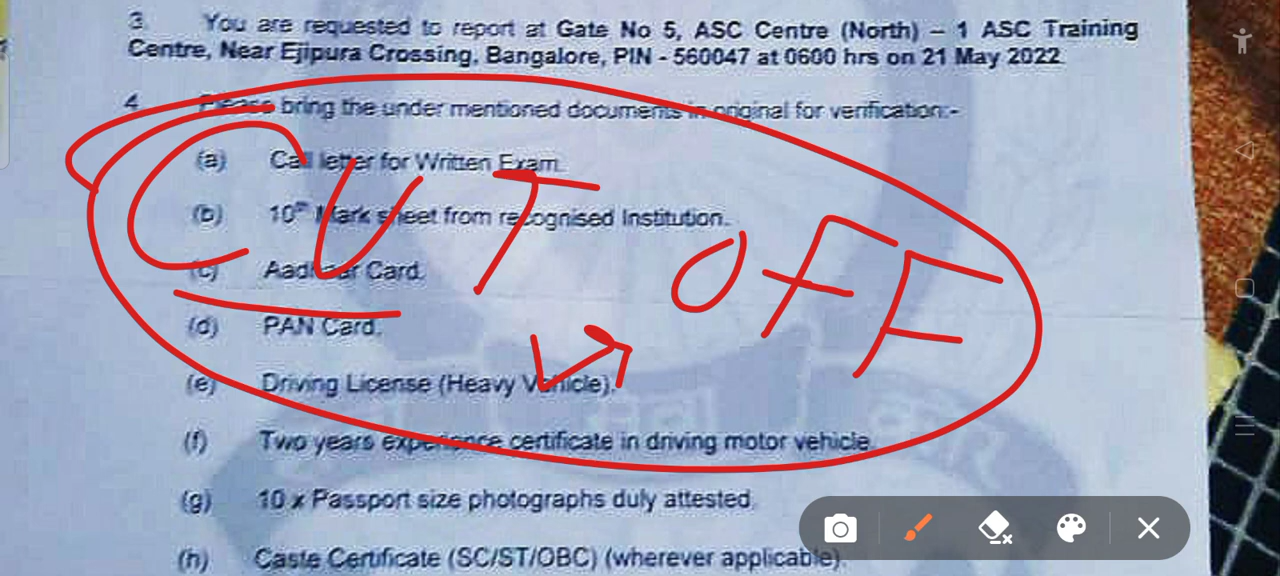 3. You are requested to report at Gate No 5, ASC Centre (North) – 1 ASC Training
Centre, Near Ejipura Crossing, Bangalore, PIN - 560047 at 0600 hrs on 21 May 2022.
4. Please bring the under mentioned documents in original for verification:-
(a) Call letter for Written Exam.
(b) 10th Mark sheet from recognised Institution.
(c) Aadhaar Card.
(d) PAN Card.
(e) Driving License (Heavy Vehicle).
(f) Two years experience certificate in driving motor vehicle.
(g) 10 x Passport size photographs duly attested.
(h) Caste Certificate (SC/ST/OBC) (wherever applicable).
CUT OFF